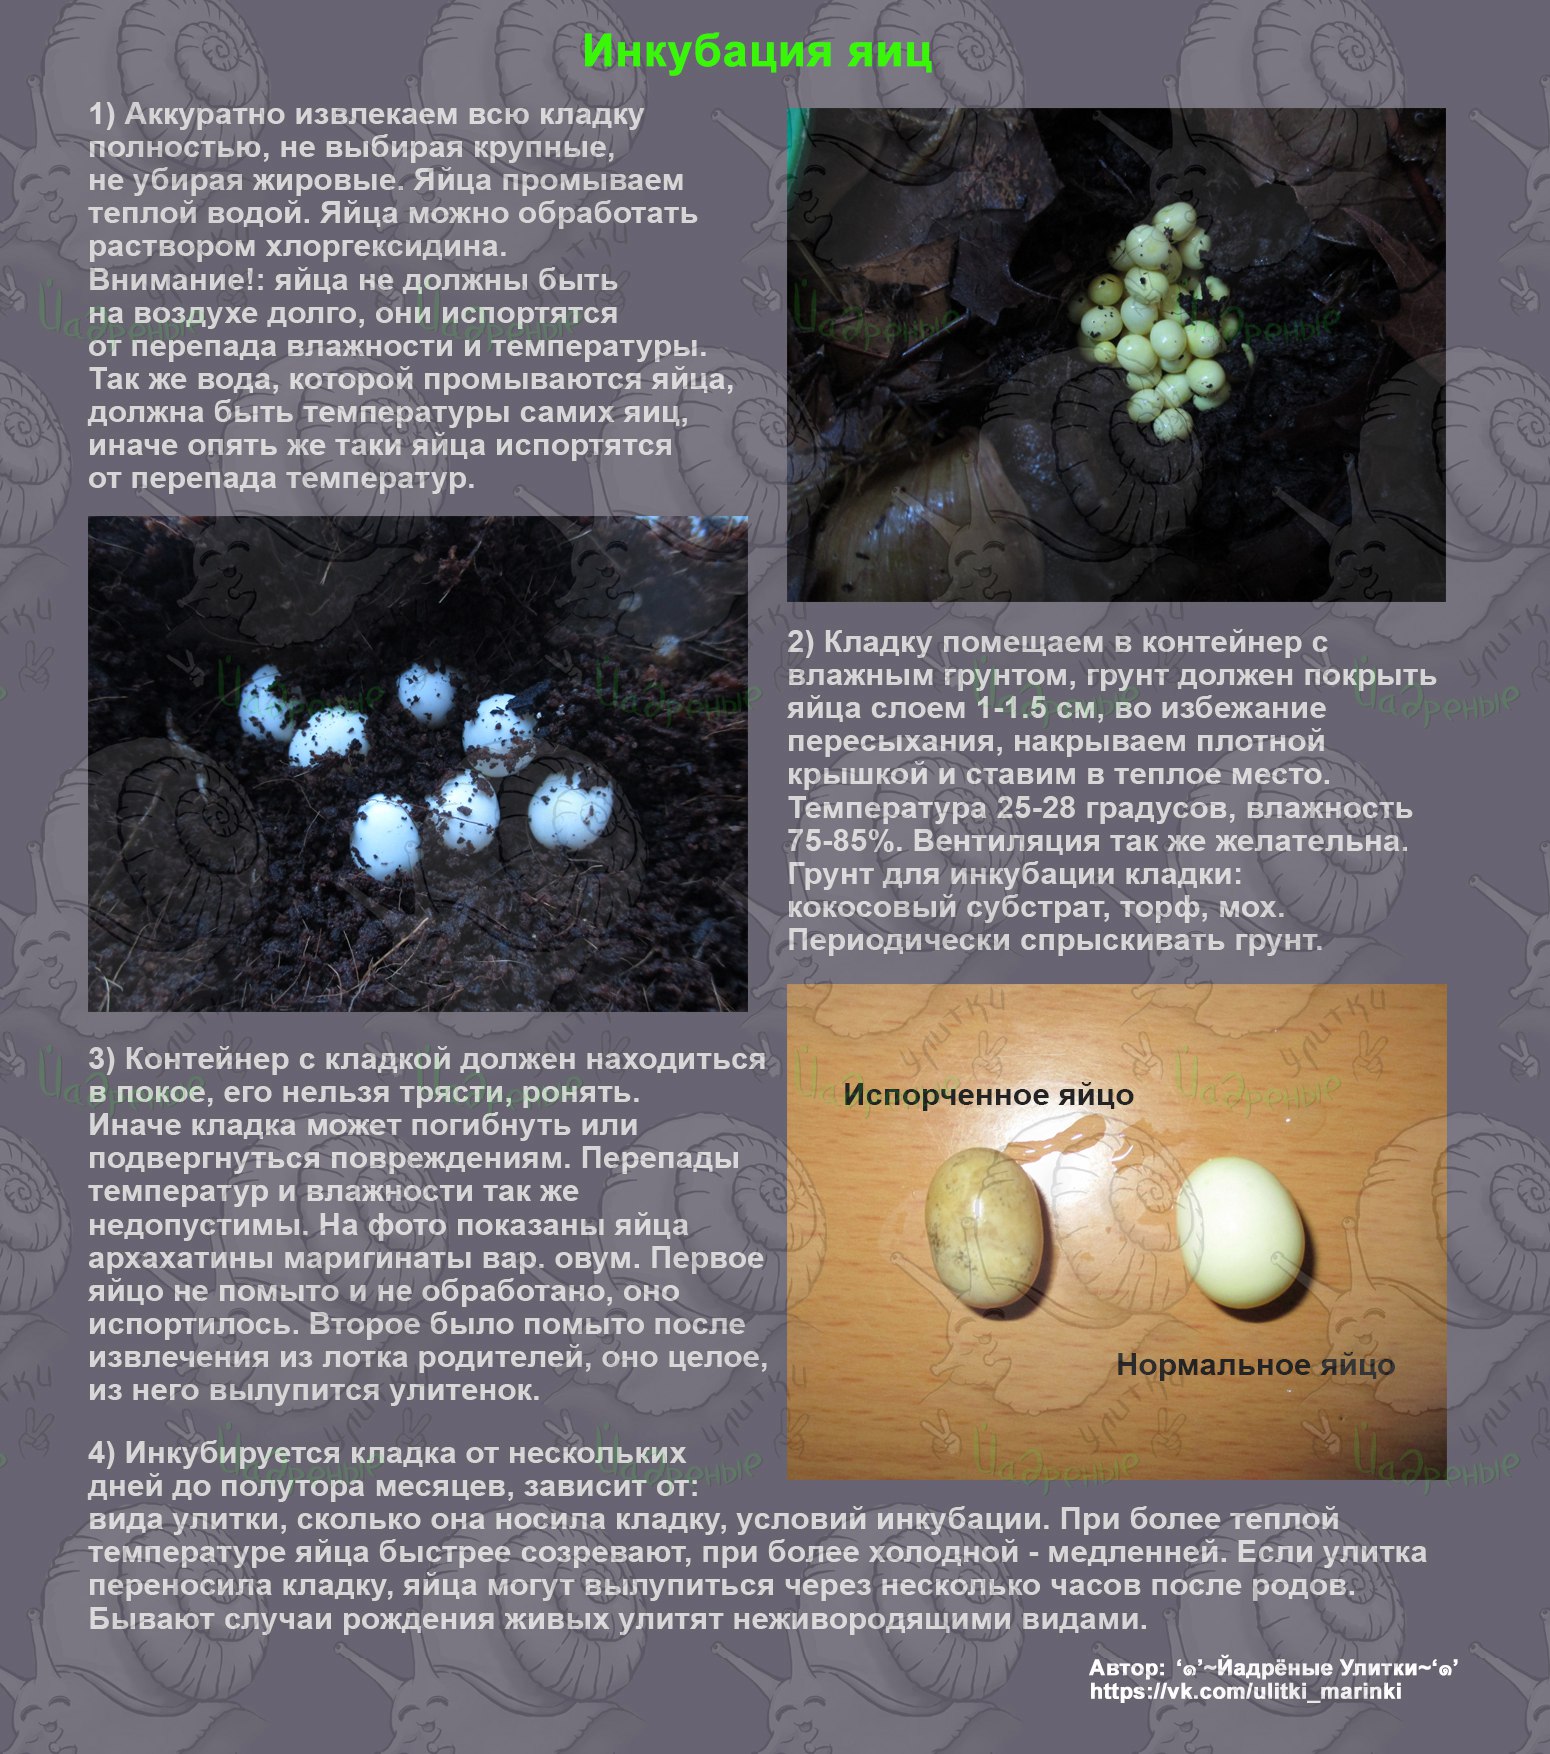 Инкубация яиц
1) Аккуратно извлекаем всю кладку
полностью, не выбирая крупные,
не убирая жировые. Яйца промываем
теплой водой. Яйца можно обработать
раствором хлоргексидина.
Внимание!: яйца не должны быть
на воздухе долго, они испортятся
от перепада влажности и температуры.
Так же вода, которой промываются яйца,
должна быть температуры самих яиц,
иначе опять же таки яйца испортятся
от перепада температур.
2) Кладку помещаем в контейнер с
влажным грунтом, грунт должен покрыть
яйца слоем 1-1.5 см, во избежание
пересыхания, накрываем плотной
крышкой и ставим в теплое место.
Температура 25-28 градусов, влажность
75-85%. Вентиляция так же желательна.
Грунт для инкубации кладки:
кокосовый субстрат, торф, мох.
Периодически спрыскивать грунт.
3) Контейнер с кладкой должен находиться
в покое, его нельзя трясти, ронять.
Иначе кладка может погибнуть или
подвергнуться повреждениям. Перепады
температур и влажности так же
недопустимы. На фото показаны яйца
архахатины маригинаты вар. овум. Первое
яйцо не помыто и не обработано, оно
испортилось. Второе было помыто после
извлечения из лотка родителей, оно целое,
из него вылупится улитенок.
Испорченное яйцо
Нормальное яйцо
4) Инкубируется кладка от нескольких
дней до полутора месяцев, зависит от:
вида улитки, сколько она носила кладку, условий инкубации. При более теплой
температуре яйца быстрее созревают, при более холодной - медленней. Если улитка
переносила кладку, яйца могут вылупиться через несколько часов после родов.
Бывают случаи рождения живых улитят неживородящими видами.
Автор: ‘๑’~Йадрёные Улитки~‘๑’
https://vk.com/ulitki_marinki
Йадреные улитки